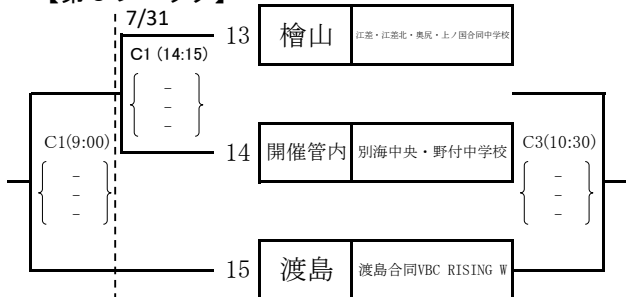 7/31
13 檜山 江差・江差北・奥尻・上ノ国合同中学校
C1 (14:15)
－
－
－
C1(9:00)
－
－
－
14 開催管内 別海中央・野付中学校
C3(10:30)
－
－
－
15 渡島 渡島合同VBC RISING W